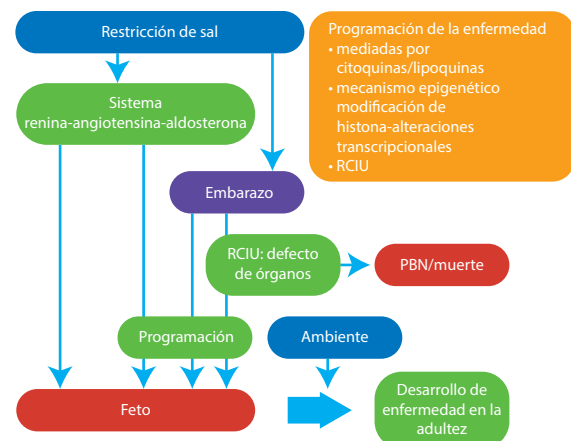 Restricción de sal
Programación de la enfermedad
• mediadas por
citoquinas/lipoquinas
• mecanismo epigenético
modificación de
histona-alteraciones
transcripcionales
• RCIU
Sistema
renina-angiotensina-aldosterona
Embarazo
RCIU: defecto
de órganos
PBN/muerte
Programación
Ambiente
Feto
Desarrollo de
enfermedad en la
adultez